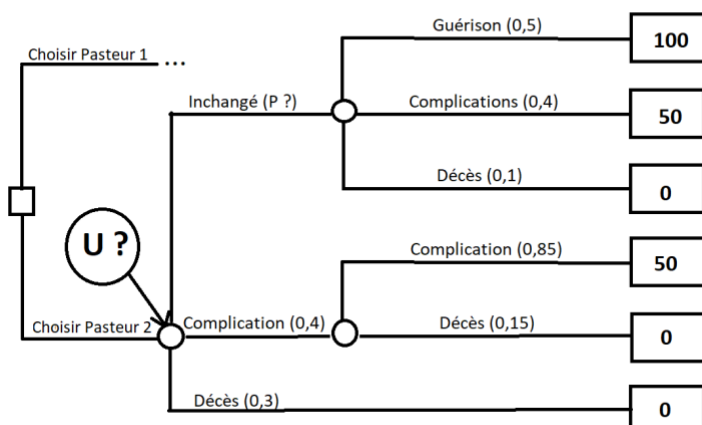 Guérison (0,5)
100
Choisir Pasteur 1 ...
Inchangé (P ?)
Complications (0,4)
50
Décès (0,1)
0
U ?
Complication (0,85)
50
Choisir Pasteur 2
Complication (0,4)
Décès (0,15)
0
Décès (0,3)
0